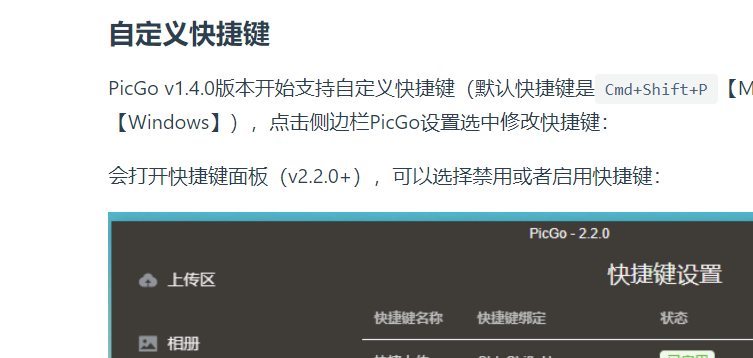 自定义快捷键
PicGo v1.4.0版本开始支持自定义快捷键（默认快捷键是 Cmd+Shift+P 【M
【Windows】），点击侧边栏PicGo设置选中修改快捷键：
会打开快捷键面板（v2.2.0+），可以选择禁用或者启用快捷键：
PicGo - 2.2.0
上传区
快捷键设置
快捷键名称 快捷键绑定 状态
相册